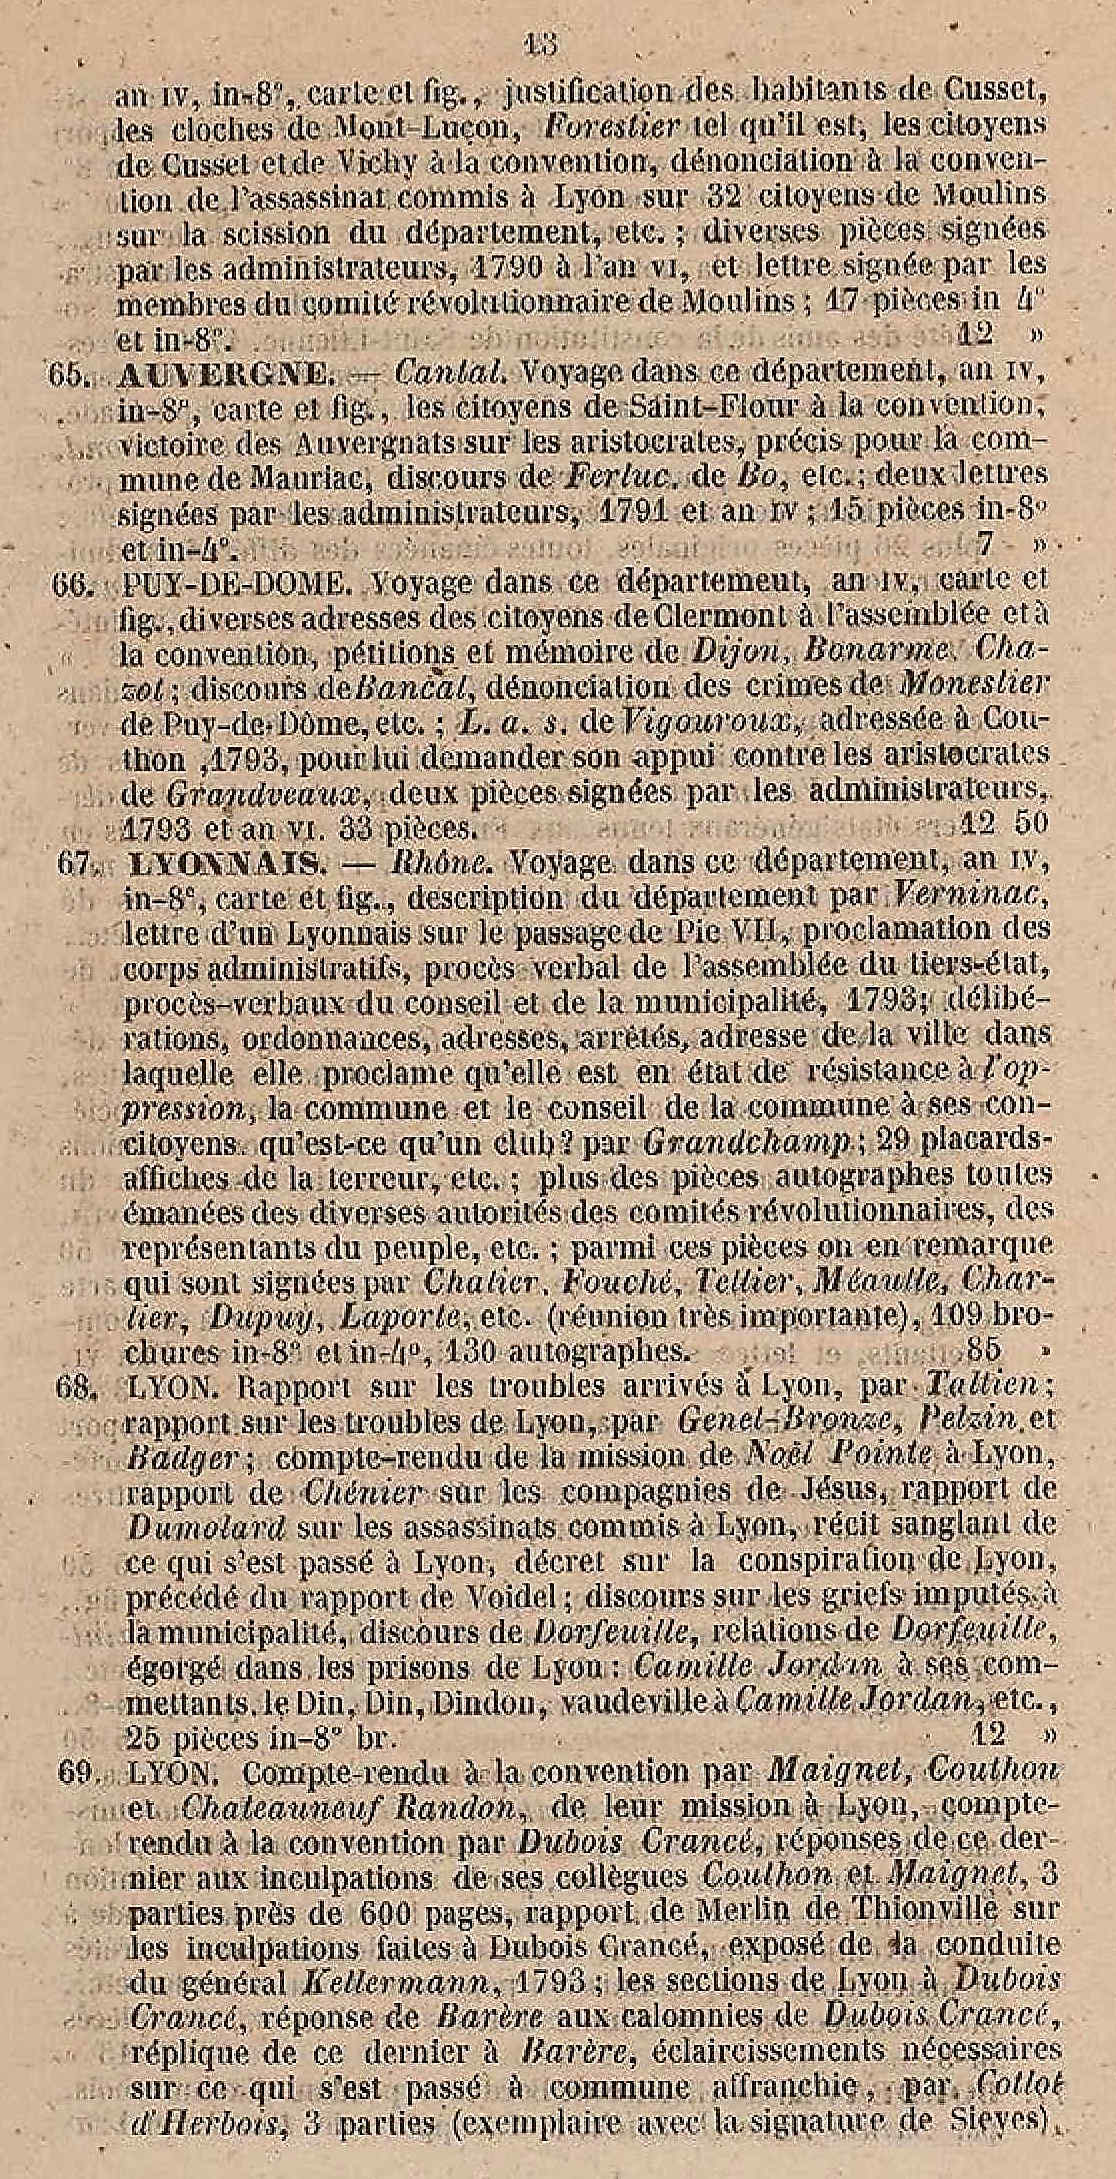 13
an IV, in-8°, carte et fig., justification des habitants de Cusset,
les cloches de Mont-Luçon, Forestier tel qu'il est, les citoyens
de Cusset et de Vichy à la convention, dénonciation à la conven-
tion de l'assassinat commis à Lyon sur 32 citoyens de Moulins
sur la scission du département, etc. ; diverses pièces signées
par les administrateurs, 1790 à l'an VI, et lettre signée par les
membres du comité révolutionnaire de Moulins ; 17 pièces in 4°
et in-8°. 12 »
65. AUVERGNE. — Cantal. Voyage dans ce département, an IV,
in-8°, carte et fig., les citoyens de Saint-Flour à la convention,
victoire des Auvergnats sur les aristocrates, précis pour la com-
mune de Mauriac, discours de Ferluc, de Bo, etc.; deux lettres
signées par les administrateurs, 1791 et an IV ; 15 pièces in-8°
et in-4°. 7 »
66. PUY-DE-DOME. Voyage dans ce département, an IV, carte et
fig., diverses adresses des citoyens de Clermont à l'assemblée et à
la convention, pétitions et mémoire de Dijon, Bonarme, Cha-
zot ; discours de Bancal, dénonciation des crimes de Monestier
de Puy-de-Dôme, etc. ; L. a. s. de Vigouroux, adressée à Cou-
thon ,1793, pour lui demander son appui contre les aristocrates
de Grandveaux, deux pièces signées par les administrateurs,
1793 et an VI. 33 pièces. 12 50
67. LYONNAIS. — Rhône. Voyage dans ce département, an IV,
in-8°, carte et fig., description du département par Verninac,
lettre d'un Lyonnais sur le passage de Pie VII, proclamation des
corps administratifs, procès verbal de l'assemblée du tiers-état,
procès-verbaux du conseil et de la municipalité, 1793; délibé-
rations, ordonnances, adresses, arrêtés, adresse de la ville dans
laquelle elle proclame qu'elle est en état de résistance à l'op-
pression, la commune et le conseil de la commune à ses con-
citoyens. qu'est-ce qu'un club? par Grandchamp ; 29 placards-
affiches de la terreur, etc. ; plus des pièces autographes toutes
émanées des diverses autorités des comités révolutionnaires, des
représentants du peuple, etc. ; parmi ces pièces on en remarque
qui sont signées par Chalier, Fouché, Tellier, Méaulle, Char-
lier, Dupuy, Laporte, etc. (réunion très importante), 109 bro-
chures in-8° et in-4°, 130 autographes. 85 »
68. LYON. Rapport sur les troubles arrivés à Lyon, par Tallien;
rapport sur les troubles de Lyon, par Genet-Bronze, Pelzin et
Badger ; compte-rendu de la mission de Noël Pointe à Lyon,
rapport de Chénier sur les compagnies de Jésus, rapport de
Dumolard sur les assassinats commis à Lyon, récit sanglant de
ce qui s'est passé à Lyon, décret sur la conspiration de Lyon,
précédé du rapport de Voidel ; discours sur les griefs imputés à
la municipalité, discours de Dorfeuille, relations de Dorfeuille,
égorgé dans les prisons de Lyon : Camille Jordan à ses com-
mettants. le Din, Din, Dindon, vaudeville à Camille Jordan, etc.,
25 pièces in-8° br. 12 »
69. LYON. Compte-rendu à la convention par Maignet, Couthon
et Chateauneuf Randon, de leur mission à Lyon, compte-
rendu à la convention par Dubois Crancé, réponses de ce der-
nier aux inculpations de ses collègues Couthon et Maignet, 3
parties près de 600 pages, rapport de Merlin de Thionville sur
les inculpations faites à Dubois Crancé, exposé de la conduite
du général Kellermann, 1793 ; les sections de Lyon à Dubois
Crancé, réponse de Barère aux calomnies de Dubois Crancé,
réplique de ce dernier à Barère, éclaircissements nécessaires
sur ce qui s'est passé à commune affranchie, par Collot
d'Herbois, 3 parties (exemplaire avec la signature de Sieyes),